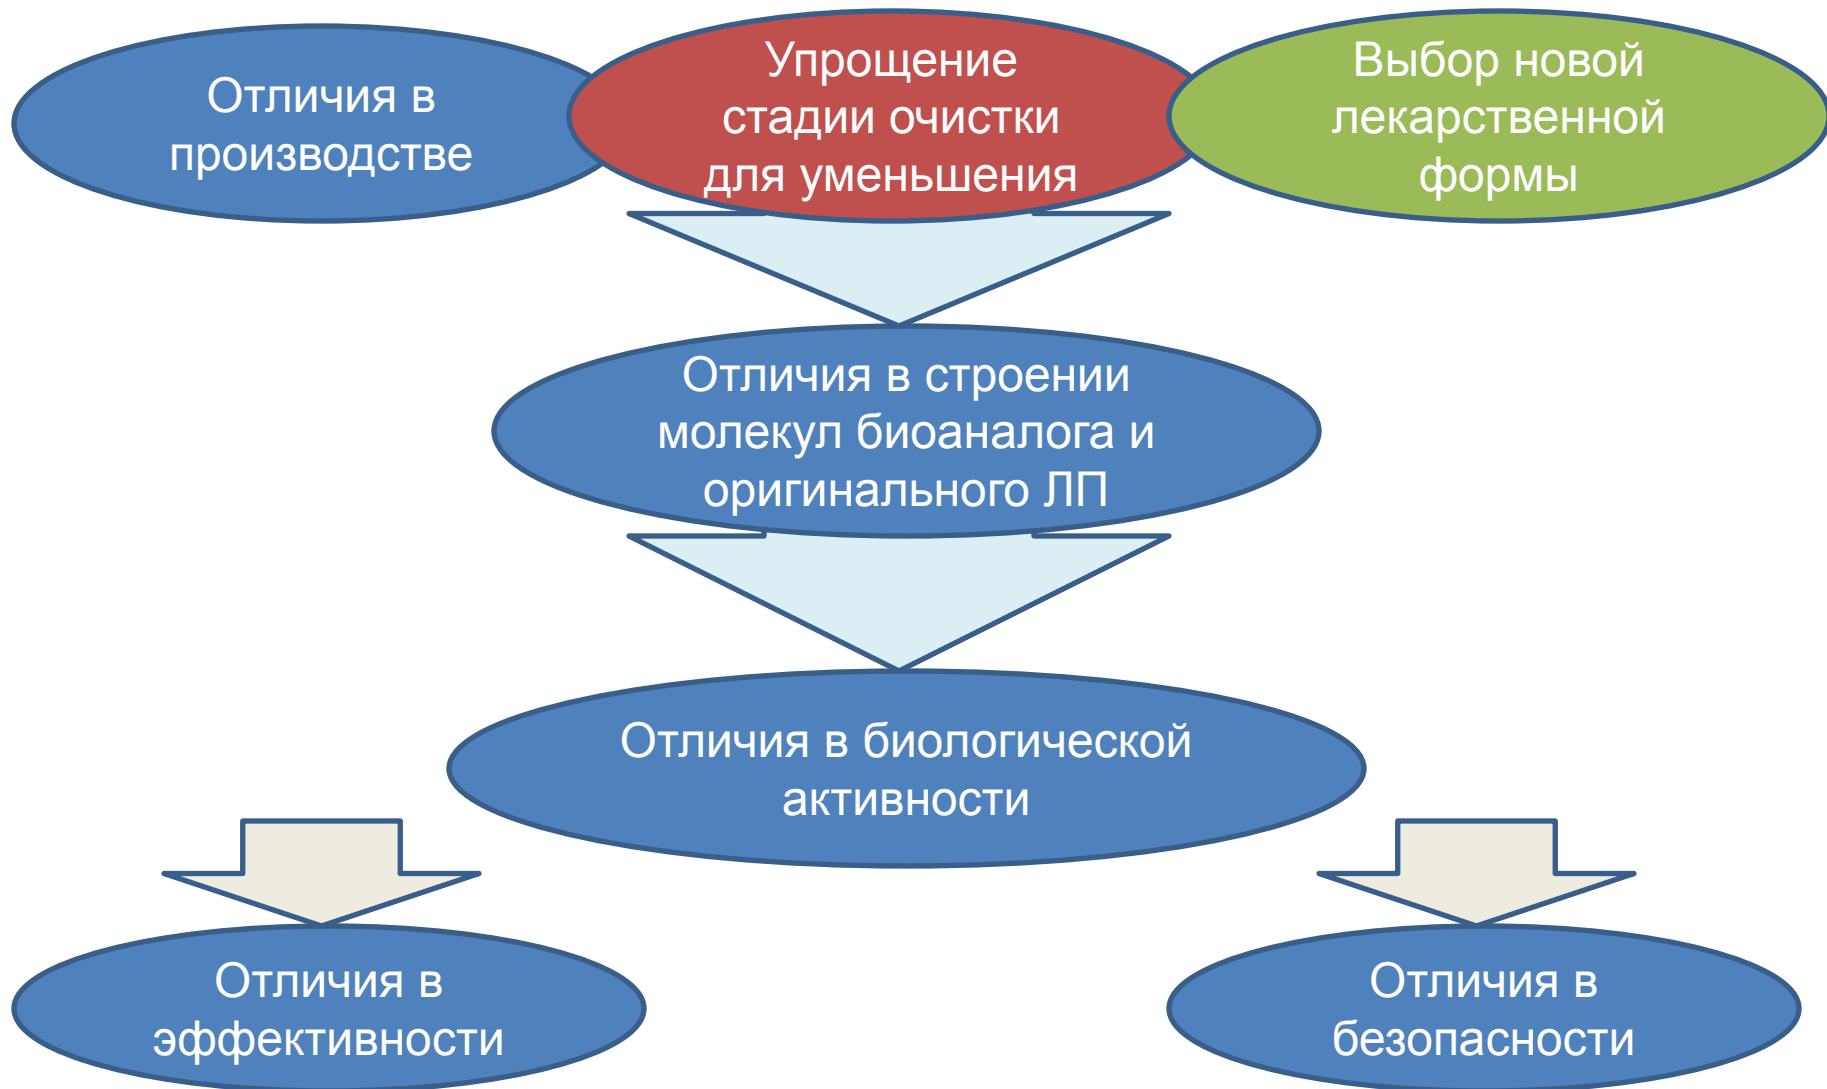 Отличия в
производстве
Упрощение
стадии очистки
для уменьшения
Выбор новой
лекарственной
формы
Отличия в строении
молекул биоаналога и
оригинального ЛП
Отличия в биологической
активности
Отличия в
эффективности
Отличия в
безопасности